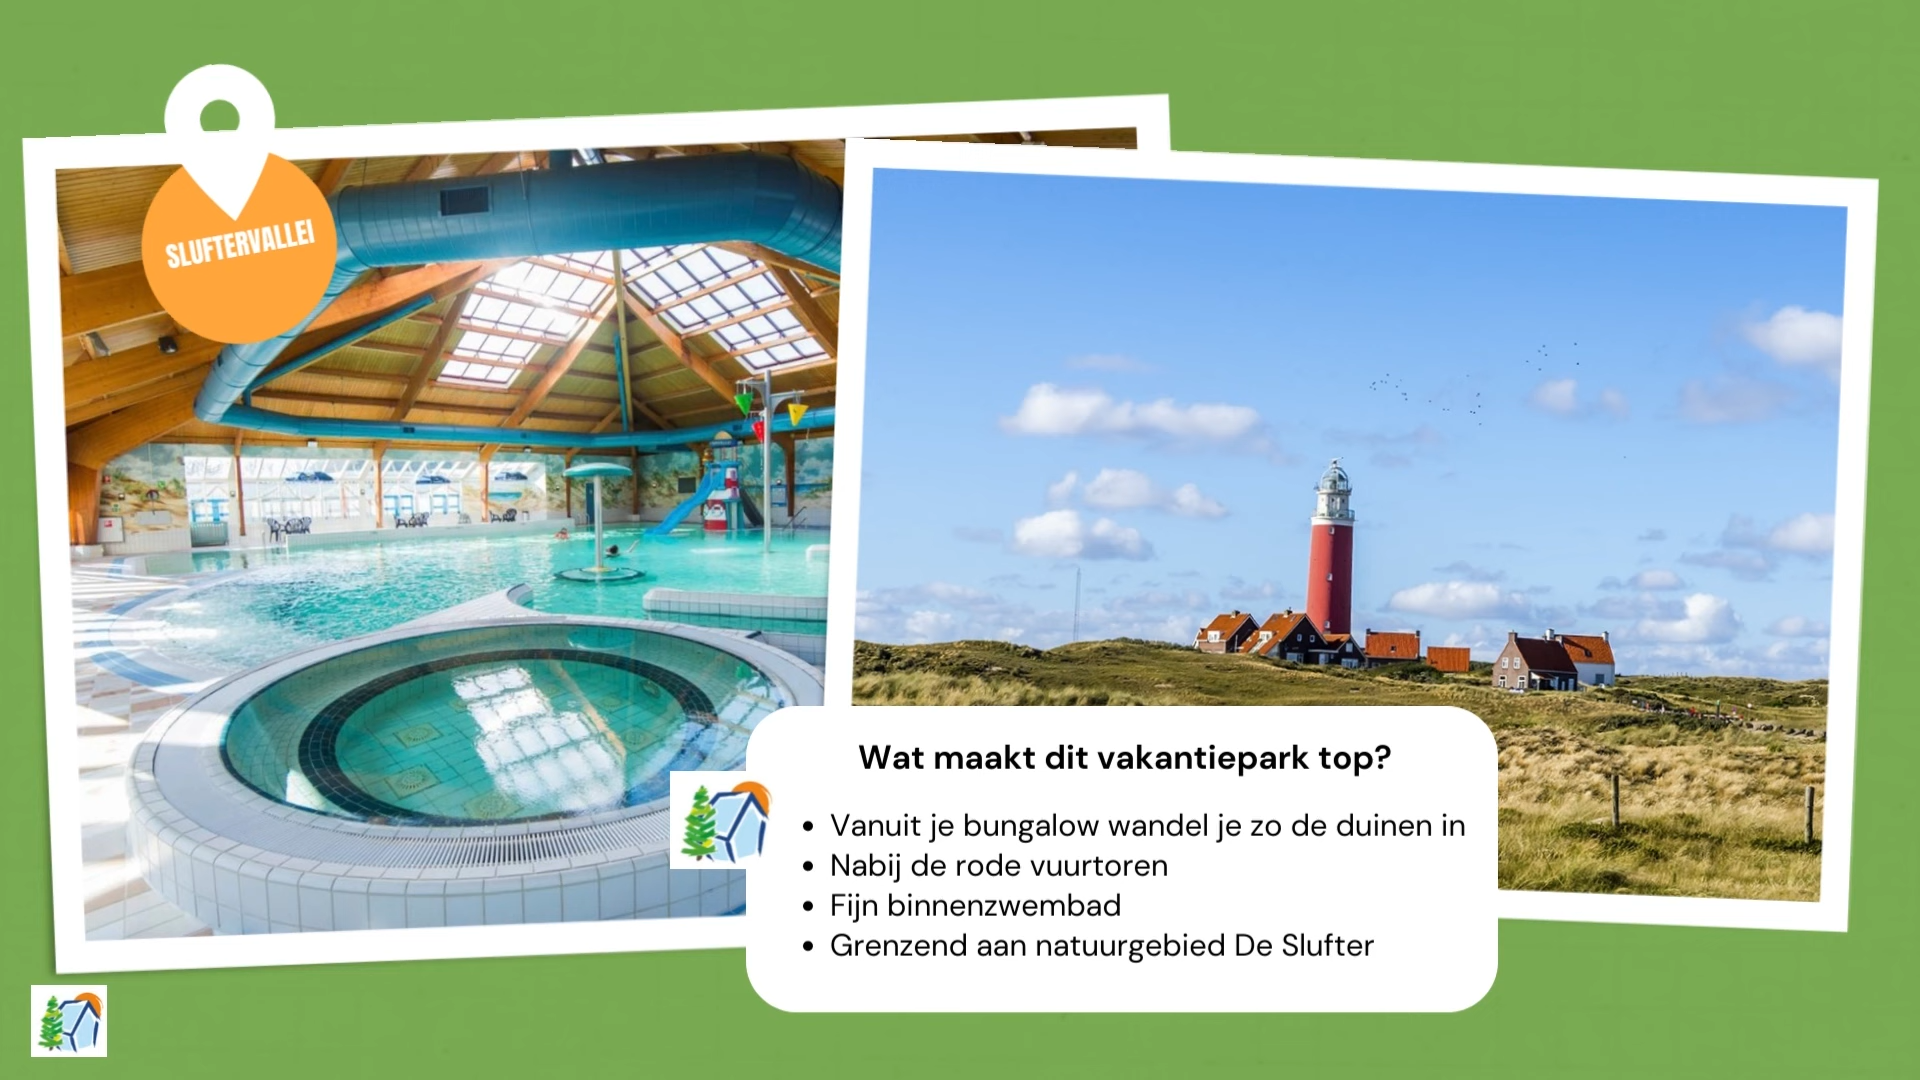 SLUFTERVALLEI
Wat maakt dit vakantiepark top?
• Vanuit je bungalow wandel je zo de duinen in
• Nabij de rode vuurtoren
• Fijn binnenzwembad
• Grenzend aan natuurgebied De Slufter